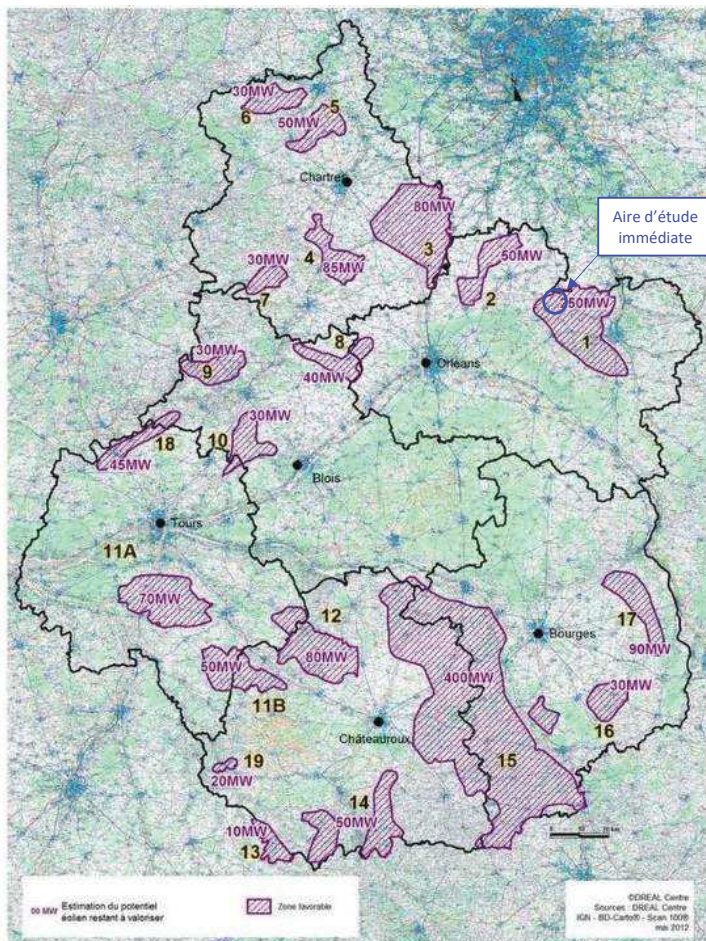 30MW
5
6
50MW
Chartres
80MW
Aire d'étude
immédiate
4
3
50MW
30MW
85MW
2
7
250MW
1
8
30MW
9
40MW
Orléans
30MW
18
10
45MW
Blois
Tours
11A
70MW
12
17
Bourges
50MW
80MW
90MW
400MW
30MW
11B
Châteauroux
16
19
15
20MW
14
10MW
50MW
13
00 MW
Estimation du potentiel
éolien restant à valoriser
Zone favorable
©DREAL Centre
Sources : DREAL Centre
IGN - BD-Carto® - Scan 100®
mai 2012